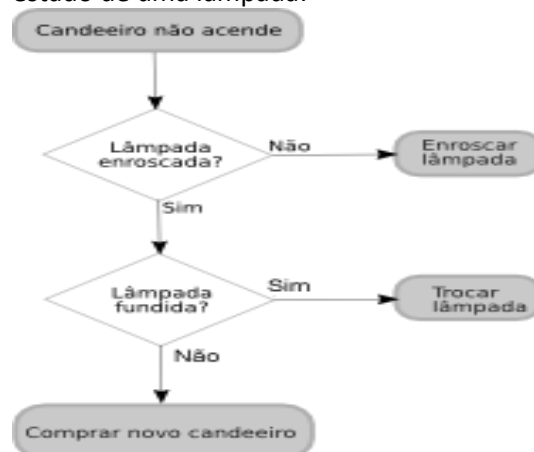 estado de uma lâmpada.
Candeeiro não acende
Lâmpada
enroscada?
Não
Enroscar
lâmpada
Sim
Lâmpada
fundida?
Sim
Trocar
lâmpada
Não
Comprar novo candeeiro